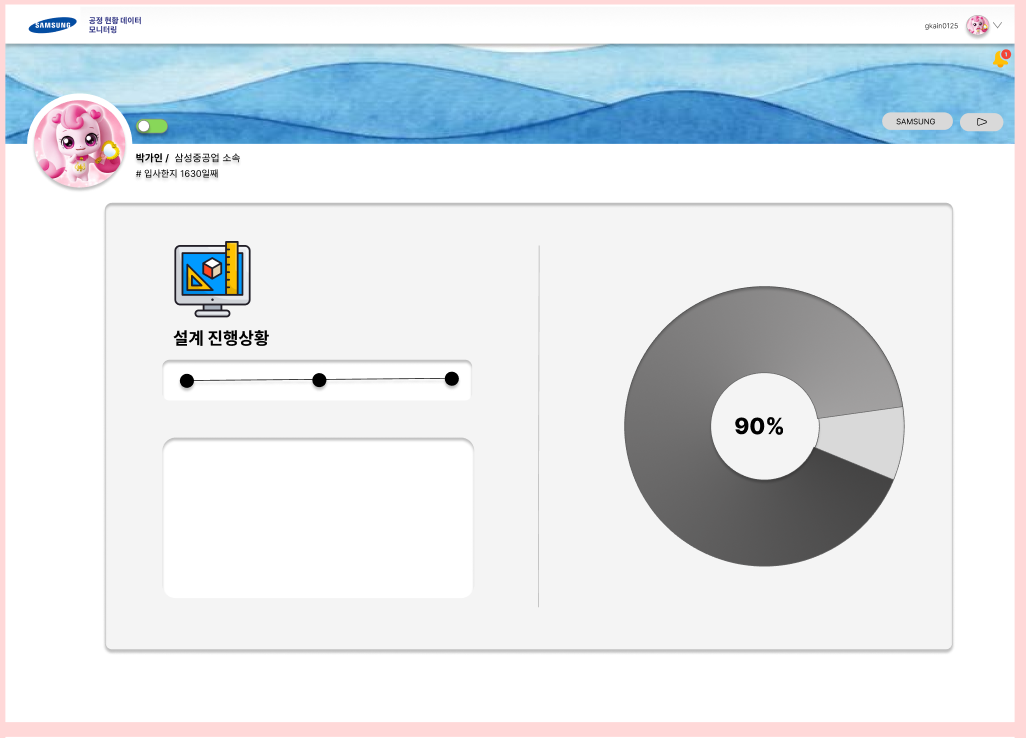 SAMSUNG
공정 현황 데이터
모니터링
gkain0125
1
SAMSUNG
박가인 / 삼성중공업 소속
# 입사한지 1630일째
설계 진행상황
90%